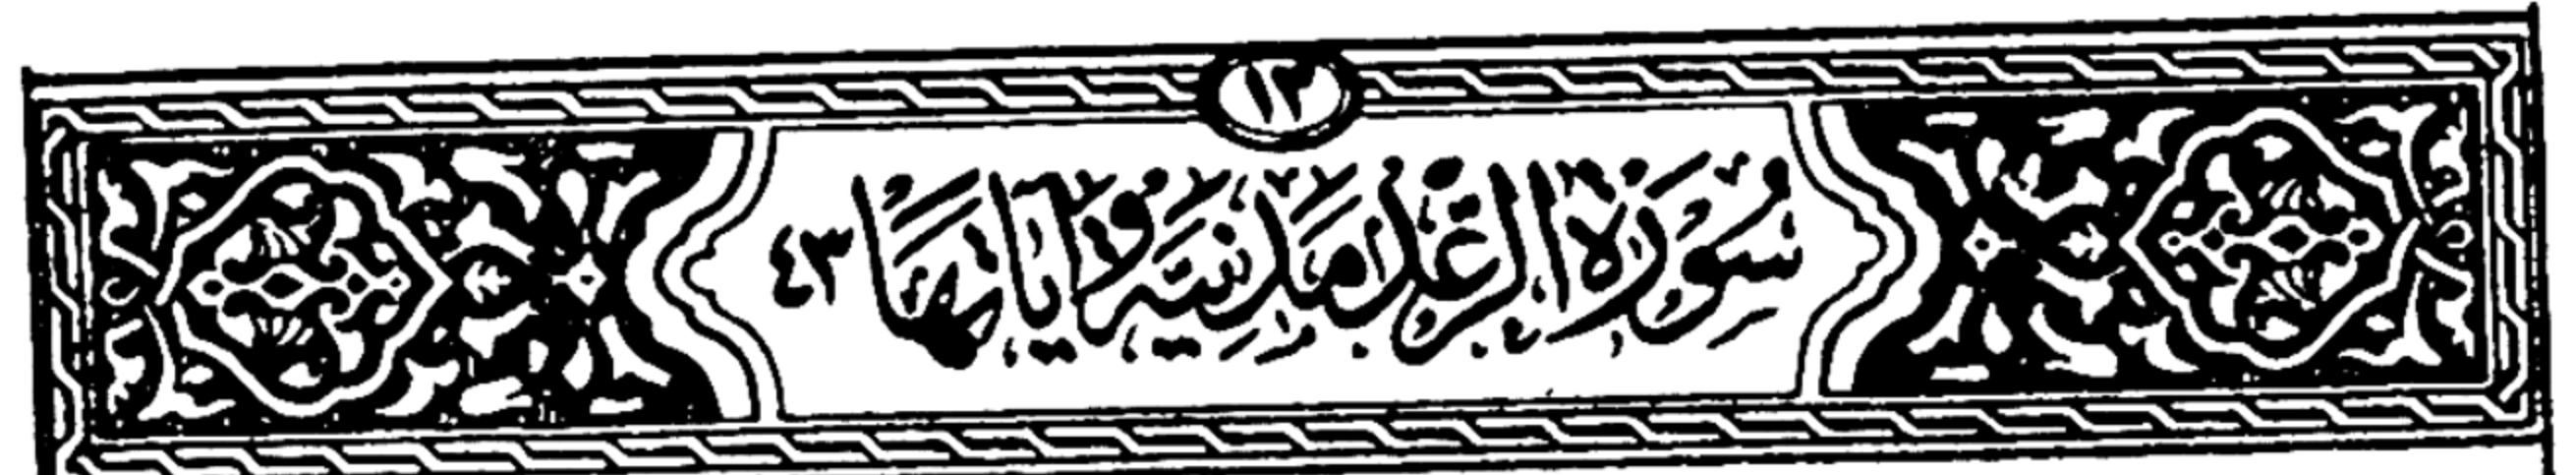 ١٣
سُورَةُ الرَّعْدِ مَدَنِيَّةٌ وَآيَاتُهَا ٤٣